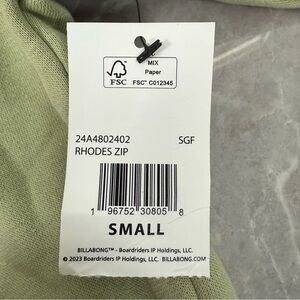 MIX
Paper
FSC
FSC™ C012345
24A4802402 SGF
RHODES ZIP
1 96752 30805 8
SMALL
BILLABONG™ - Boardriders IP Holdings, LLC.
© 2023 Boardriders IP Holdings, LLC. BILLABONG.COM